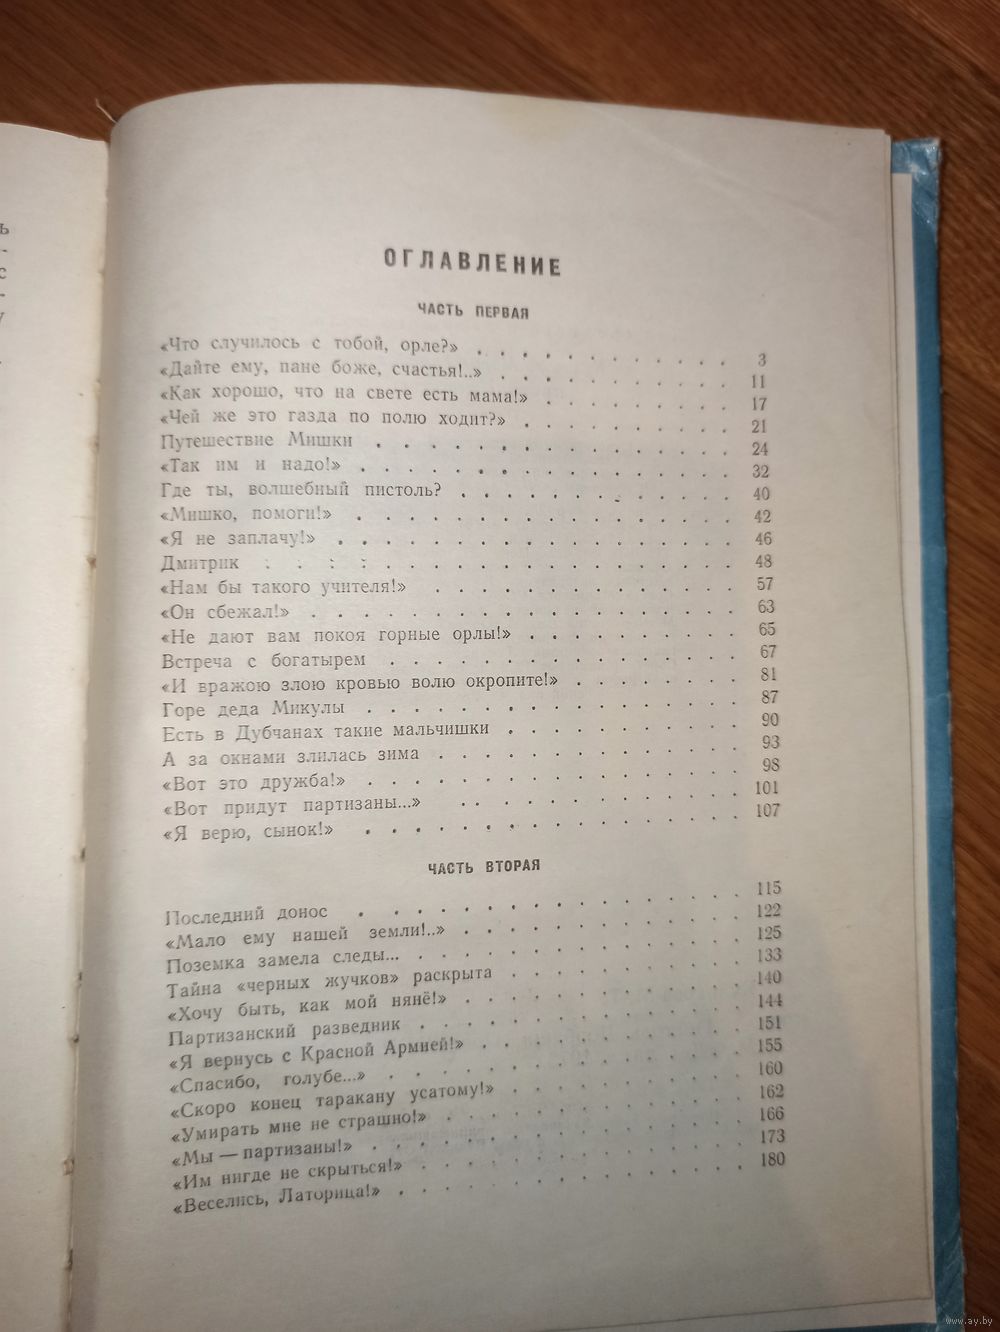 ь
-
с
-
у
ОГЛАВЛЕНИЕ
ЧАСТЬ ПЕРВАЯ
«Что случилось с тобой, орле?» . . . . . . . . . . . 3
«Дайте ему, пане боже, счастья!..» . . . . . . . . . . 11
«Как хорошо, что на свете есть мама!» . . . . . . . . 17
«Чей же это газда по полю ходит?» . . . . . . . . . 21
Путешествие Мишки . . . . . . . . . . . . . . 24
«Так им и надо!» . . . . . . . . . . . . . . . 32
Где ты, волшебный пистоль? . . . . . . . . . . . 40
«Мишко, помоги!» . . . . . . . . . . . . . . . 42
«Я не заплачу!» . . . . . . . . . . . . . . . 46
Дмитрик . . . . . . . . . . . . . . . . . . 48
«Нам бы такого учителя!» . . . . . . . . . . . . 57
«Он сбежал!» . . . . . . . . . . . . . . . . 63
«Не дают вам покоя горные орлы!» . . . . . . . . . 65
Встреча с богатырем . . . . . . . . . . . . . . 67
«И вражою злою кровью волю окропите!» . . . . . . . 81
Горе деда Микулы . . . . . . . . . . . . . . . 87
Есть в Дубчанах такие мальчишки . . . . . . . . . . 90
А за окнами злилась зима . . . . . . . . . . . . 93
«Вот это дружба!» . . . . . . . . . . . . . . 98
«Вот придут партизаны...» . . . . . . . . . . . . 101
«Я верю, сынок!» . . . . . . . . . . . . . . . 107
ЧАСТЬ ВТОРАЯ
Последний донос . . . . . . . . . . . . . . . 115
«Мало ему нашей земли!..» . . . . . . . . . . . . 122
Поземка замела следы... . . . . . . . . . . . . . 125
Тайна «черных жучков» раскрыта . . . . . . . . . . 133
«Хочу быть, как мой нянё!» . . . . . . . . . . . . 140
Партизанский разведник . . . . . . . . . . . . . 144
«Я вернусь с Красной Армией!» . . . . . . . . . . . 151
«Спасибо, голубе...» . . . . . . . . . . . . . . 155
«Скоро конец таракану усатому!» . . . . . . . . . . 160
«Умирать мне не страшно!» . . . . . . . . . . . . 162
«Мы — партизаны!» . . . . . . . . . . . . . . 166
«Им нигде не скрыться!» . . . . . . . . . . . . . 173
«Веселись, Латорица!» . . . . . . . . . . . . . 180
www.ay.by